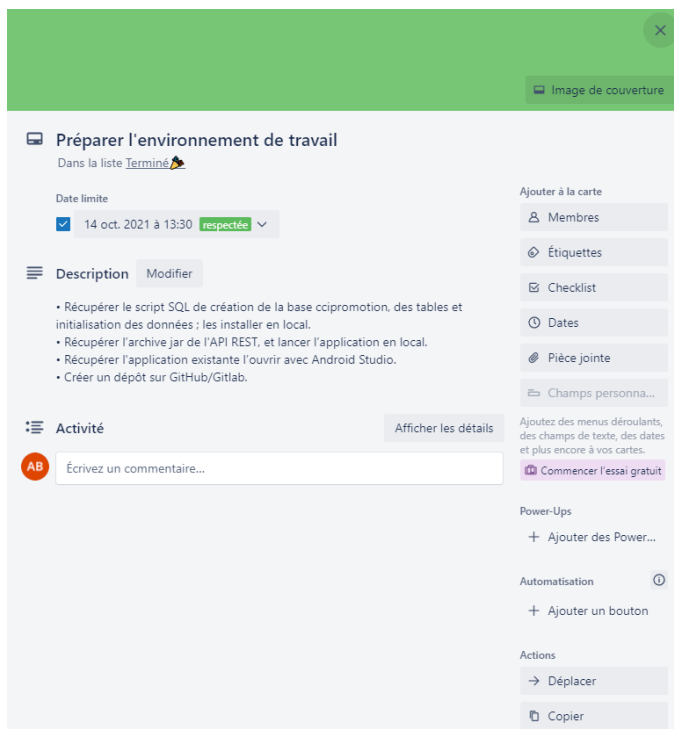 Image de couverture
Préparer l'environnement de travail
Dans la liste Terminé
Date limite
14 oct. 2021 à 13:30 respectée
Description Modifier
• Récupérer le script SQL de création de la base ccipromotion, des tables et
initialisation des données ; les installer en local.
• Récupérer l'archive jar de l'API REST, et lancer l'application en local.
• Récupérer l'application existante l'ouvrir avec Android Studio.
• Créer un dépôt sur GitHub/Gitlab.
Activité Afficher les détails
AB Écrivez un commentaire...
Ajouter à la carte
Membres
Étiquettes
Checklist
Dates
Pièce jointe
Champs personna...
Ajoutez des menus déroulants,
des champs de texte, des dates
et plus encore à vos cartes.
Commencer l'essai gratuit
Power-Ups
+ Ajouter des Power...
Automatisation
+ Ajouter un bouton
Actions
→ Déplacer
Copier